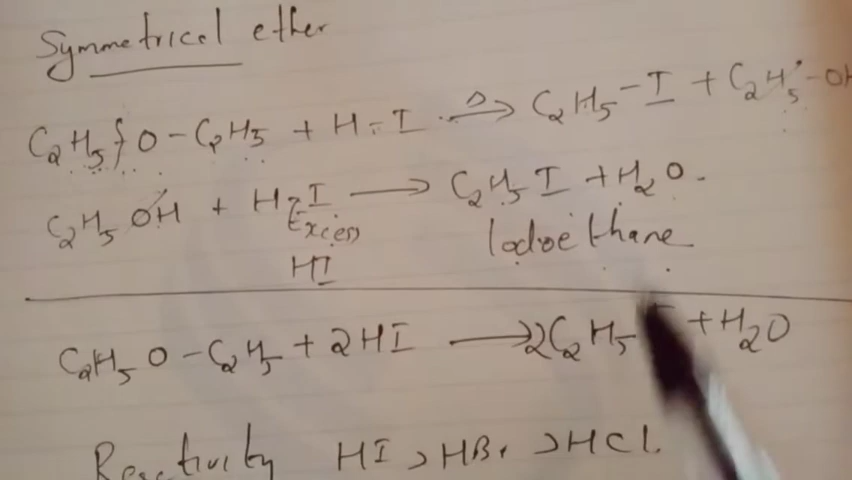 Symmetrical ether
C2H5 O - C2H5 + H - I Δ→ C2H5 - I + C2H5 - OH
C2H5 OH + H I → C2H5 I + H2O.
Excess
HI
Iodoethane
C2H5 O - C2H5 + 2HI → 2C2H5 + H2O
Reactivity HI > HBr > HCl.